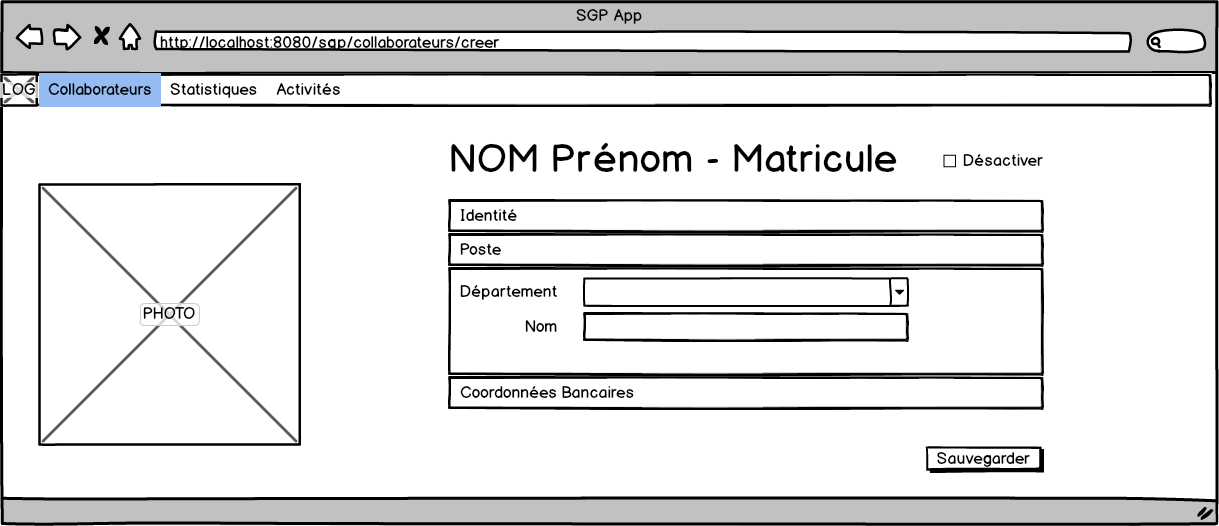 SGP App
http://localhost:8080/sgp/collaborateurs/creer
LOG Collaborateurs Statistiques Activités
NOM Prénom - Matricule
Désactiver
Identité
Poste
Département
Nom
PHOTO
Coordonnées Bancaires
Sauvegarder